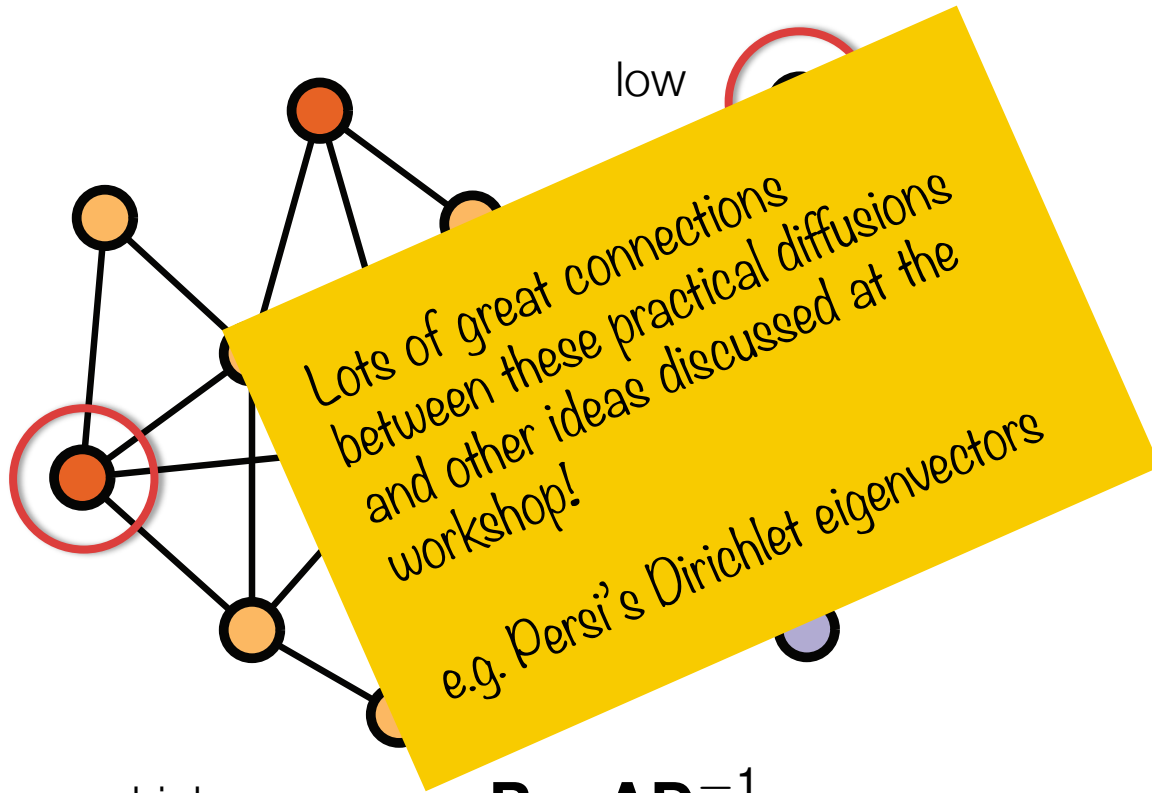 low
Lots of great connections
between these practical diffusions
and other ideas discussed at the
workshop!
e.g. Persi's Dirichlet eigenvectors